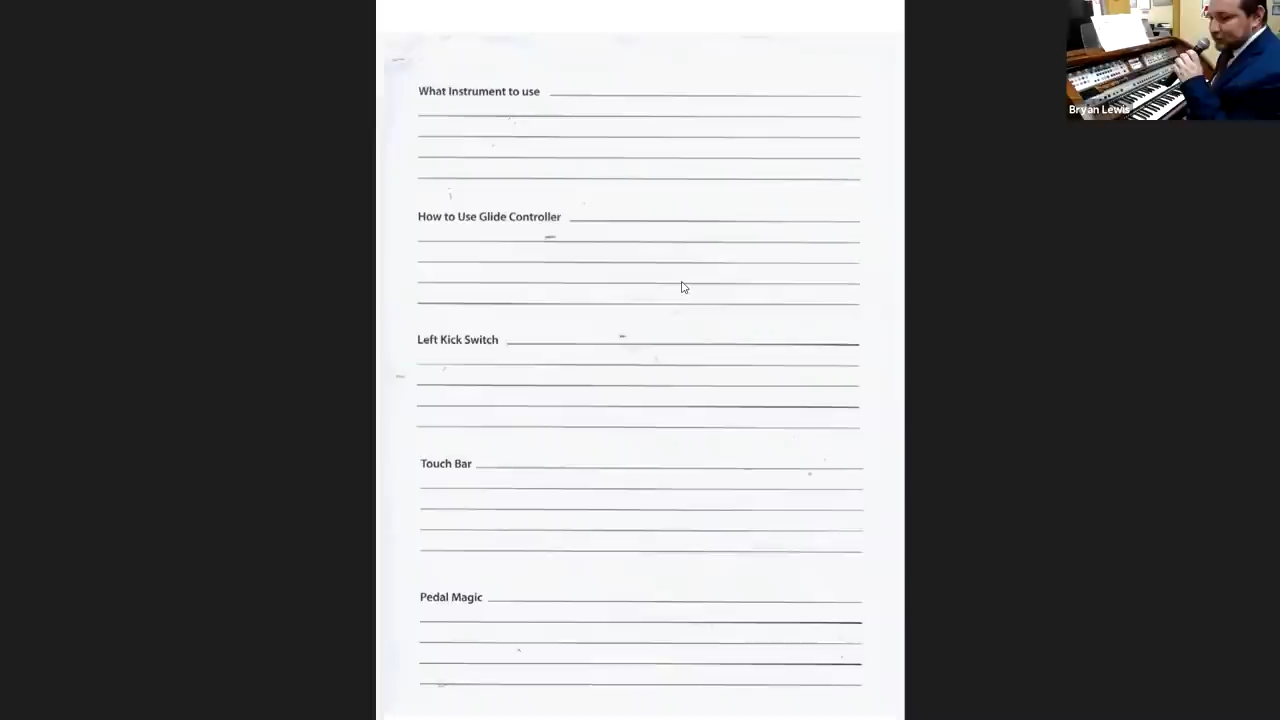 What Instrument to use
How to Use Glide Controller
Left Kick Switch
Touch Bar
Pedal Magic
Bryan Lewis